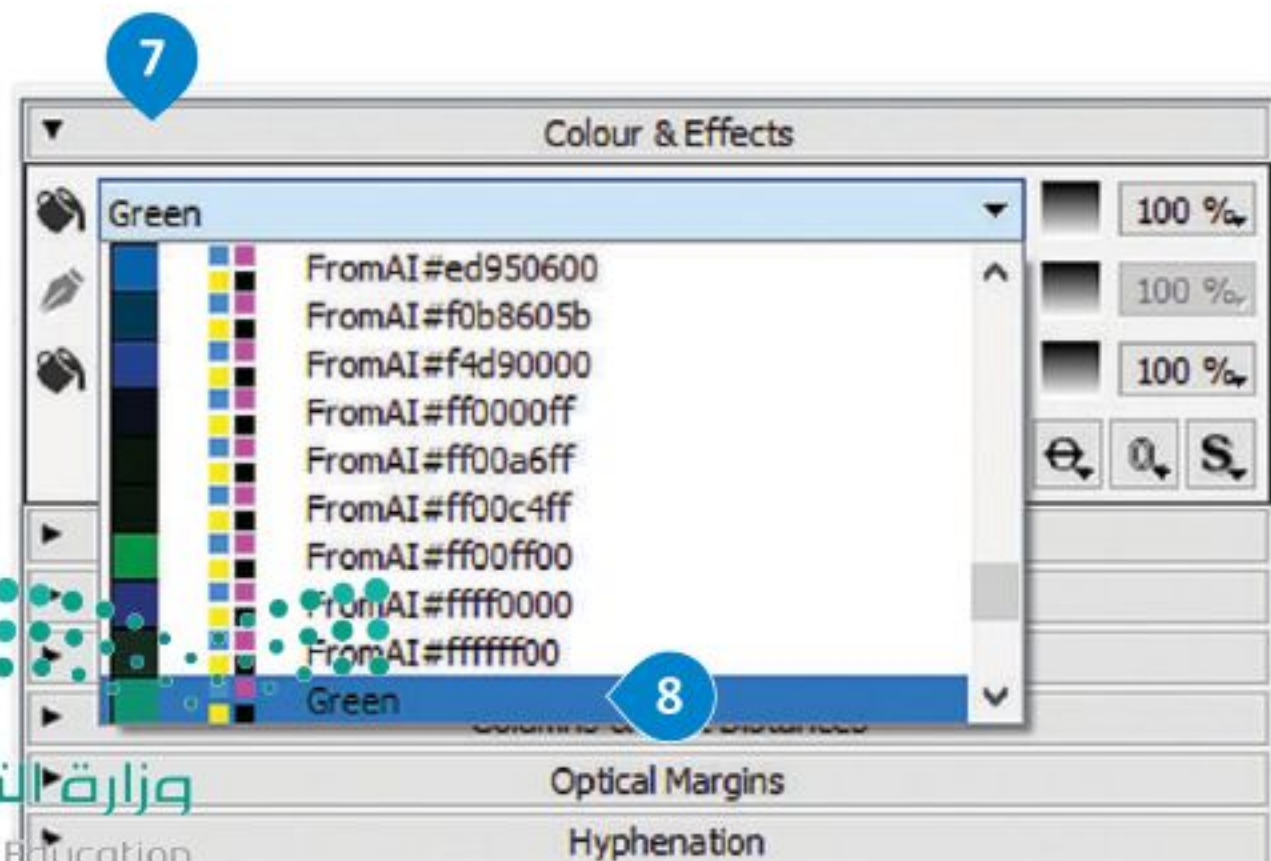 7
Colour & Effects
Green
100 %
FromAI#ed950600
FromAI#f0b8605b
100 %
FromAI#f4d90000
100 %
FromAI#ff0000ff
FromAI#ff00a6ff
S
FromAI#ff00c4ff
FromAI#ff00ff00
FromAI#ffff0000
FromAI#ffffff00
Green
8
Optical Margins
وزارة
Hyphenation
Education